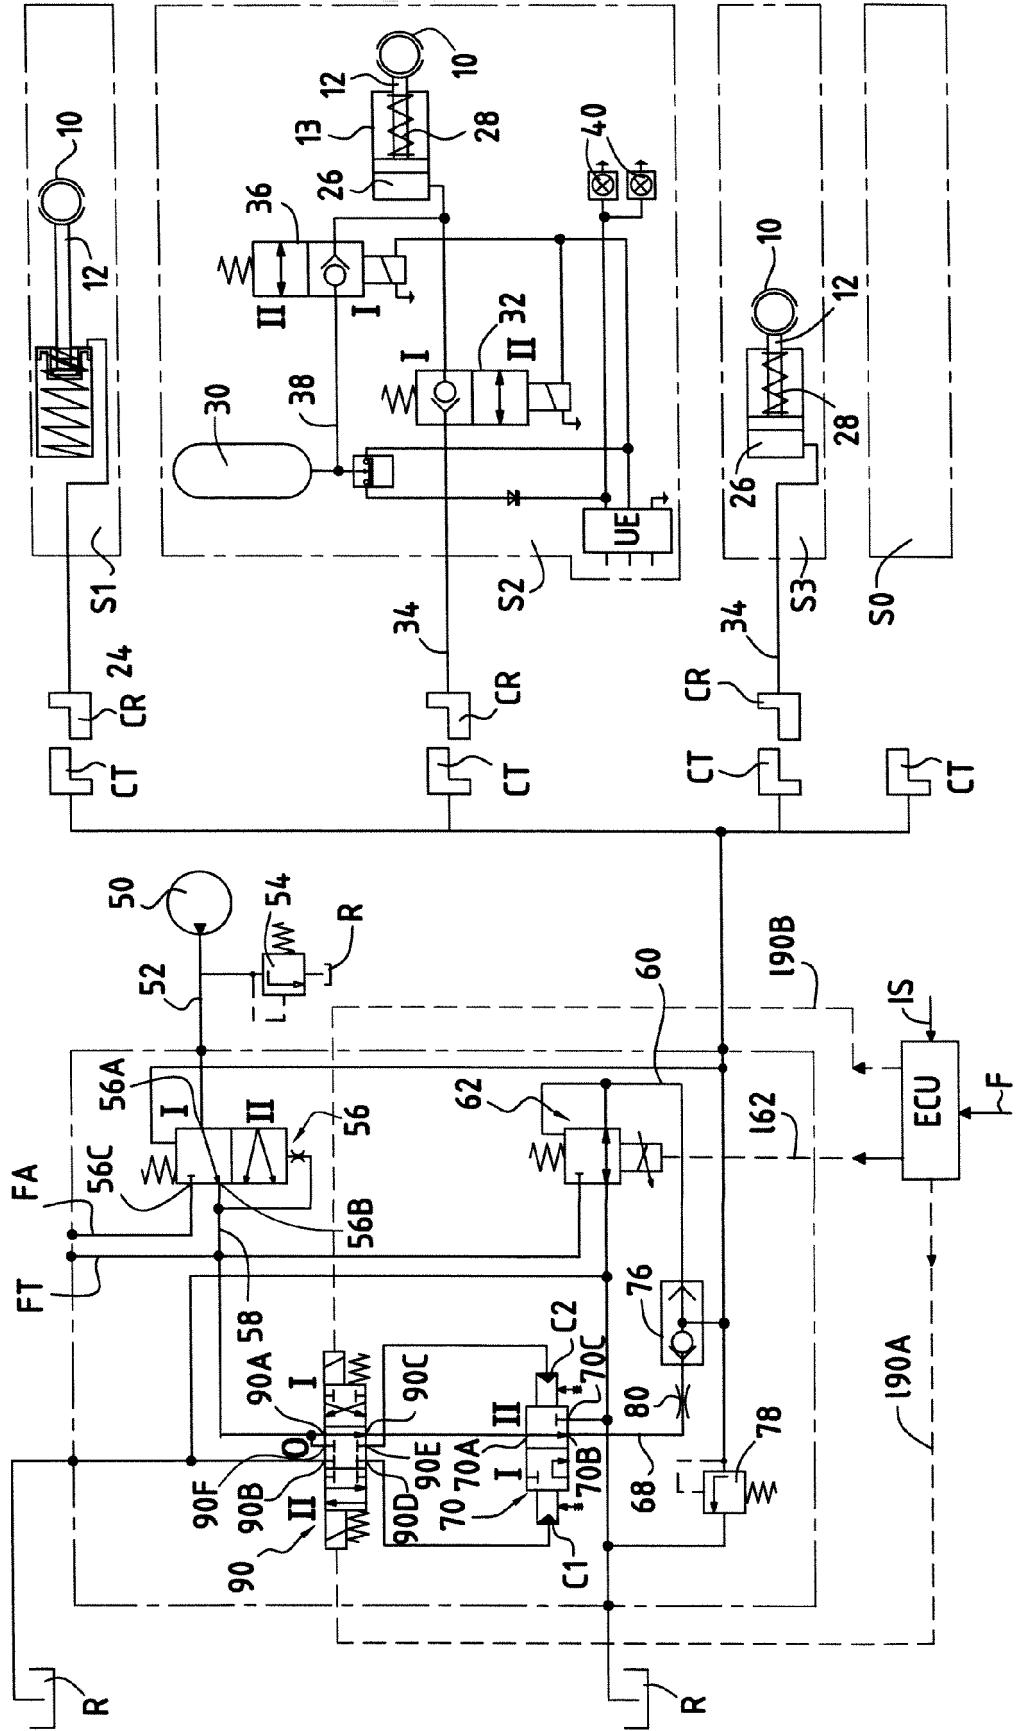 10
12
S1
24
CR
CT
10
12
13
26
28
36
II
I
40
30
38
I
32
II
UE
S2
34
CR
CT
10
12
26
28
S3
34
CR
CT
S0
CT
50
52
54
R
FA
56C
56A
I
II
56
56B
FT
58
62
60
l90B
IS
ECU
F
l62
90A
I
90C
O
90F
90B
II
90
90E
90D
70
70A
I
II
C2
70C
70B
C1
76
80
68
78
l90A
R
R